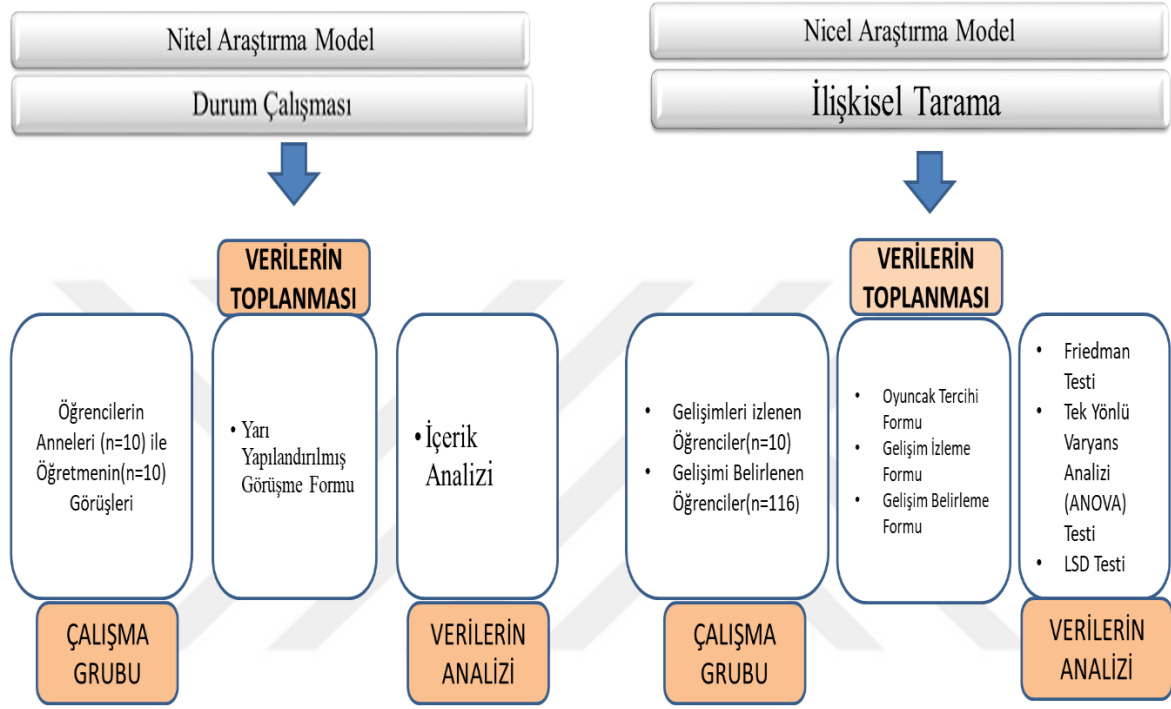 Nitel Araştırma Model
Durum Çalışması
VERİLERİN
TOPLANMASI
Öğrencilerin
Anneleri (n=10) ile
Öğretmenin(n=10)
Görüşleri
• Yarı
Yapılandırılmış
Görüşme Formu
• İçerik
Analizi
ÇALIŞMA
GRUBU
VERİLERİN
ANALİZİ
Nicel Araştırma Model
İlişkisel Tarama
VERİLERİN
TOPLANMASI
• Gelişimleri izlenen
Öğrenciler(n=10)
• Gelişimi Belirlenen
Öğrenciler(n=116)
• Oyuncak Tercihi
Formu
• Gelişim İzleme
Formu
• Gelişim Belirleme
Formu
• Friedman
Testi
• Tek Yönlü
Varyans
Analizi
(ANOVA)
Testi
• LSD Testi
ÇALIŞMA
GRUBU
VERİLERİN
ANALİZİ